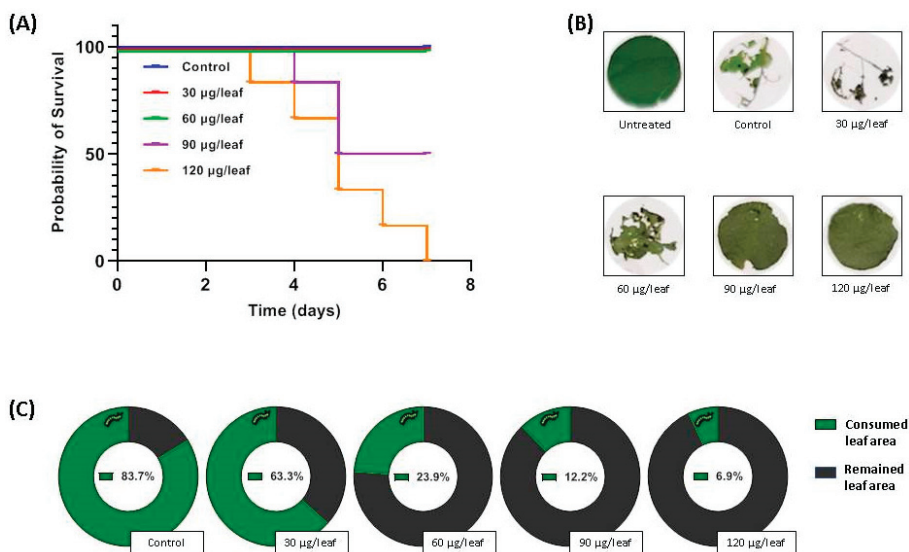 (A)
Probability of Survival
100
50
0
0 2 4 6 8
Time (days)
Control
30 µg/leaf
60 µg/leaf
90 µg/leaf
120 µg/leaf
(B)
Untreated Control 30 µg/leaf
60 µg/leaf 90 µg/leaf 120 µg/leaf
(C)
83.7% 63.3% 23.9% 12.2% 6.9%
Control 30 µg/leaf 60 µg/leaf 90 µg/leaf 120 µg/leaf
Consumed
leaf area
Remained
leaf area